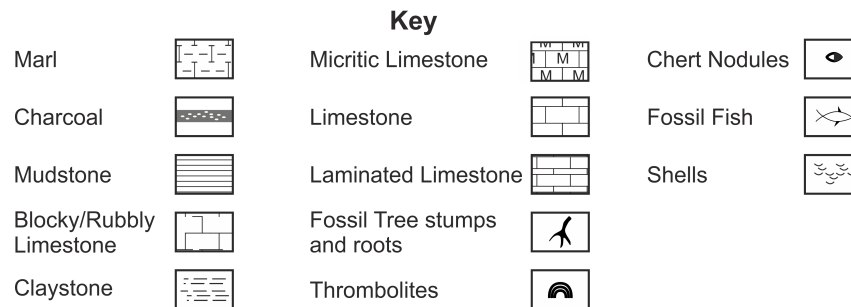 Key
Marl
Charcoal
Mudstone
Blocky/Rubbly
Limestone
Claystone
Micritic Limestone
M M
M
M M
Limestone
Laminated Limestone
Fossil Tree stumps
and roots
Thrombolites
Chert Nodules
Fossil Fish
Shells